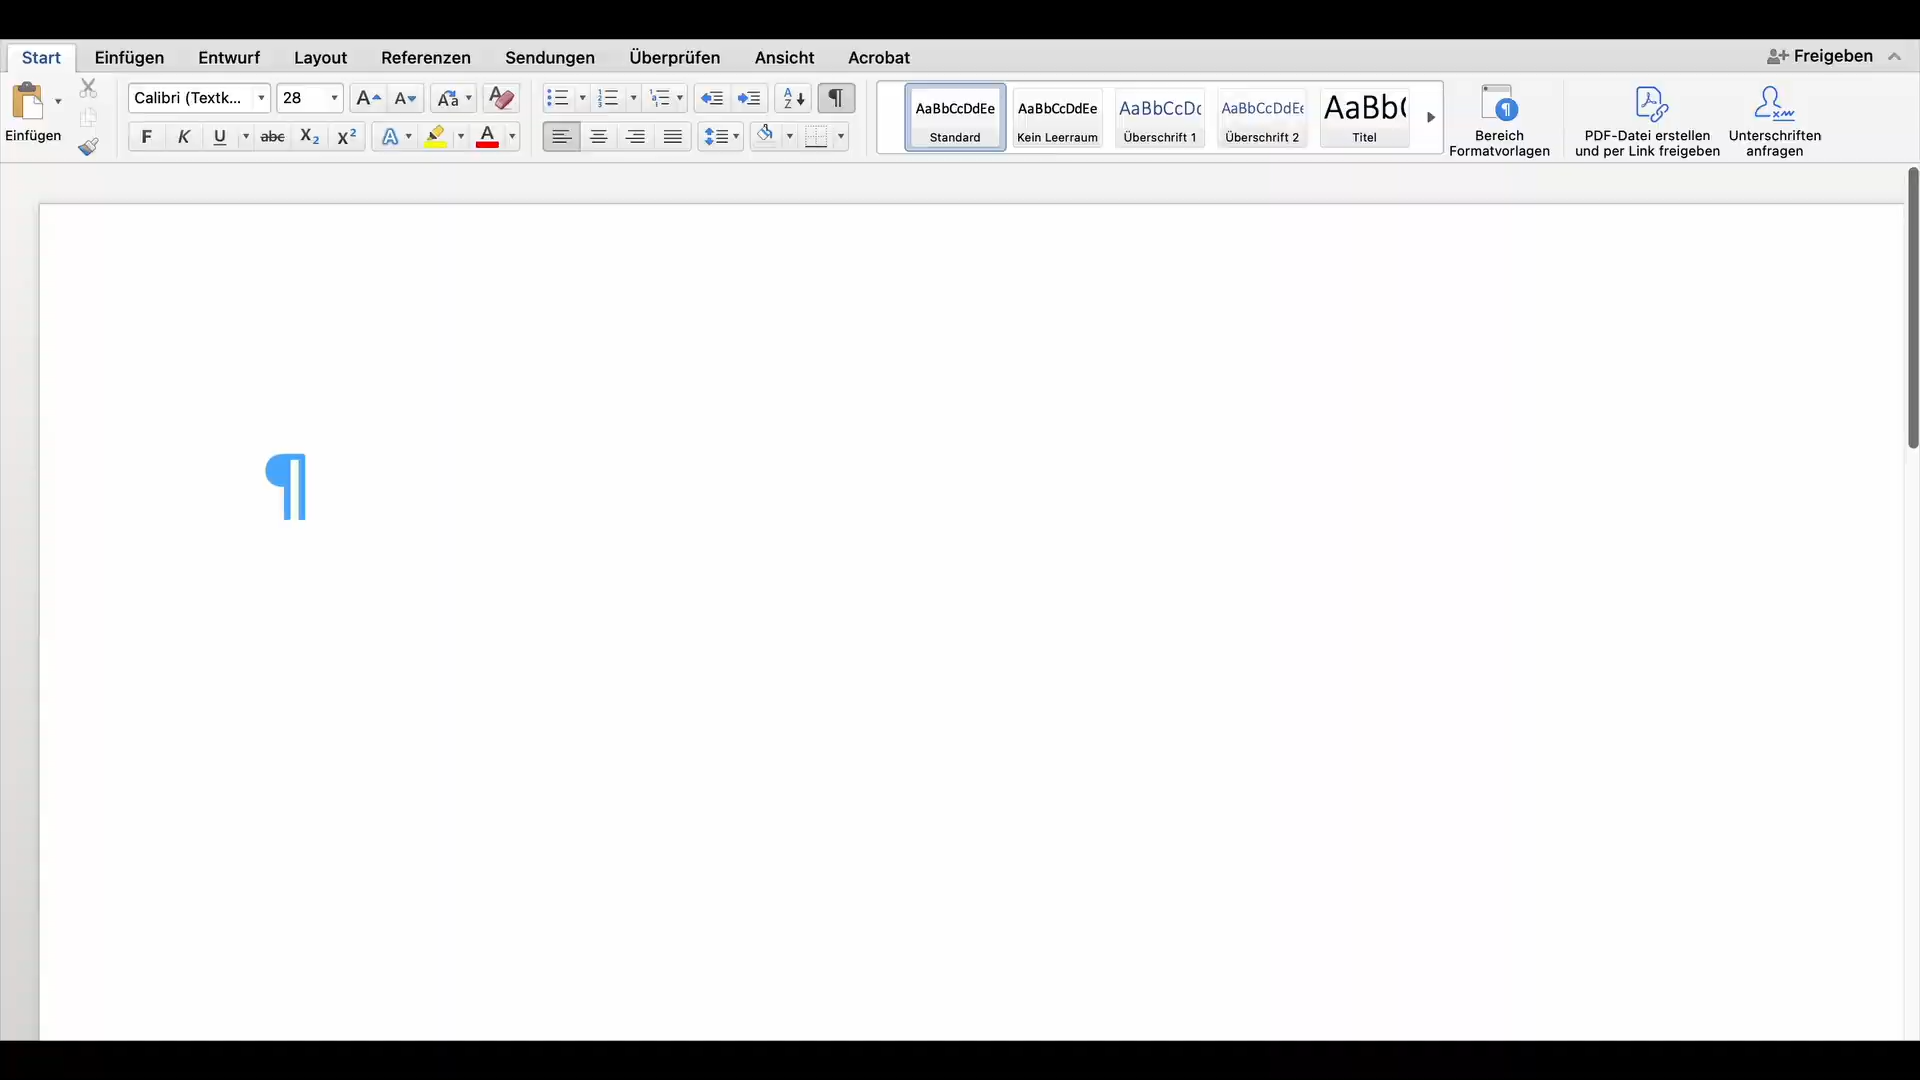 Start Einfügen Entwurf Layout Referenzen Sendungen Überprüfen Ansicht Acrobat Freigeben
Einfügen
Calibri (Textk... 28
F K U abc X₂ X²
AaBbCcDdEe AaBbCcDdEe AaBbCcDc AaBbCcDdEe AaBb(
Standard Kein Leerraum Überschrift 1 Überschrift 2 Titel
Bereich
Formatvorlagen
PDF-Datei erstellen
und per Link freigeben
Unterschriften
anfragen
¶